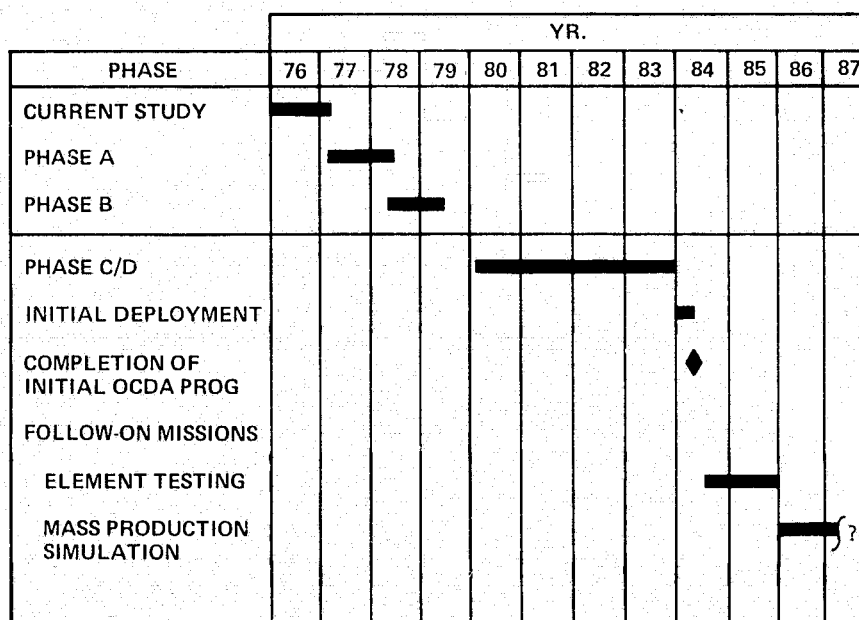 YR.
PHASE 76 77 78 79 80 81 82 83 84 85 86 87
CURRENT STUDY
PHASE A
PHASE B
PHASE C/D
INITIAL DEPLOYMENT
COMPLETION OF
INITIAL OCDA PROG
FOLLOW-ON MISSIONS
ELEMENT TESTING
MASS PRODUCTION
SIMULATION
?